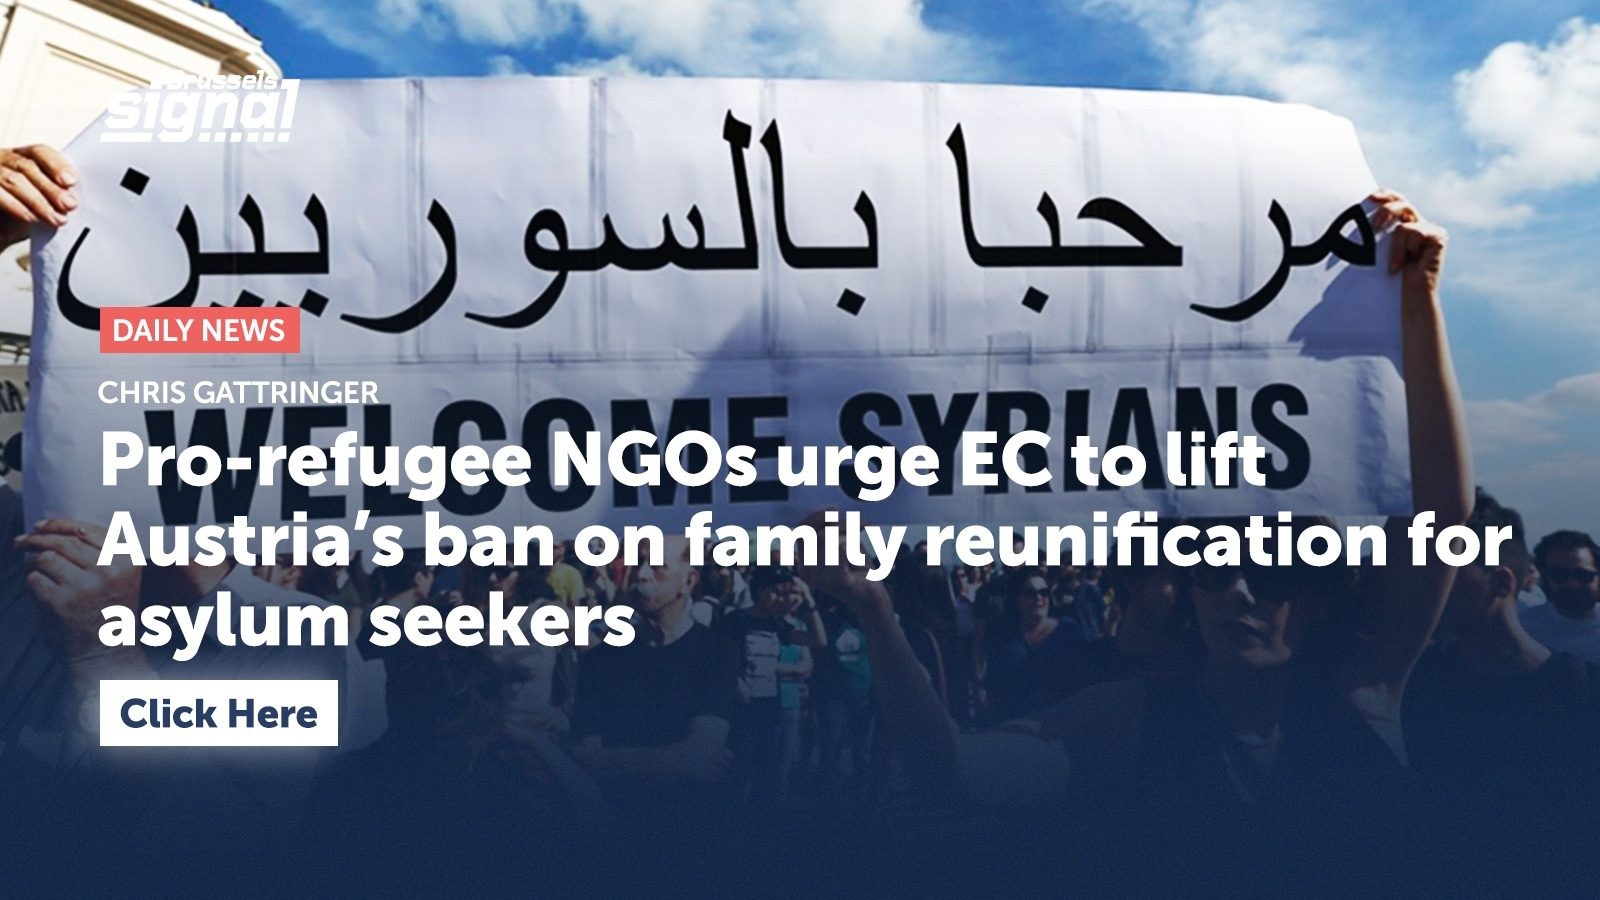 Brussels
signal
مرحبا بالسوريين
DAILY NEWS
CHRIS GATTRINGER
WELCOME SYRIANS
Pro-refugee NGOs urge EC to lift
Austria’s ban on family reunification for
asylum seekers
Click Here